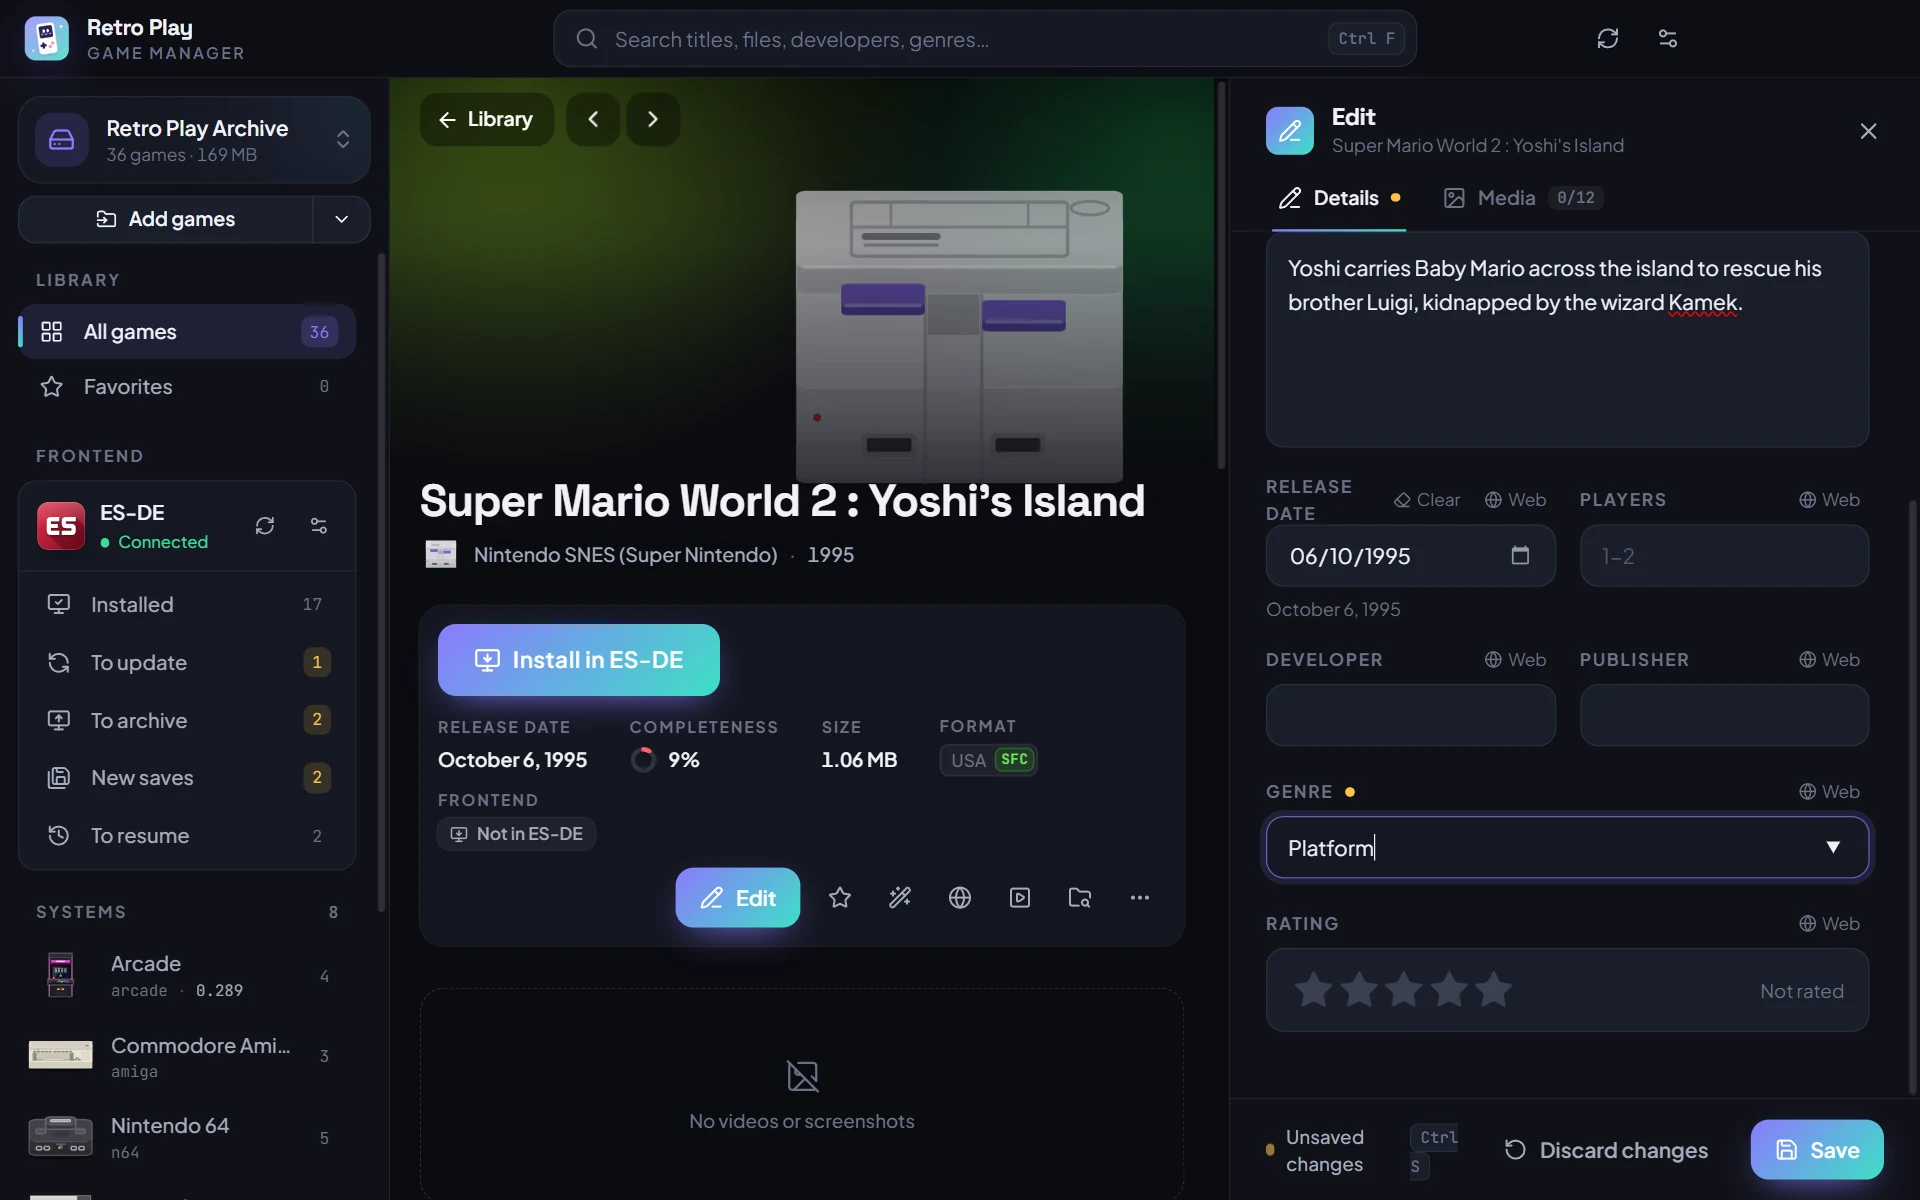 Retro Play
GAME MANAGER
Search titles, files, developers, genres...
Ctrl F
Retro Play Archive
36 games · 169 MB
Add games
LIBRARY
All games
36
Favorites
0
FRONTEND
ES
ES-DE
Connected
Installed
17
To update
1
To archive
2
New saves
2
To resume
2
SYSTEMS
8
Arcade
arcade · 0.289
4
Commodore Ami...
amiga
3
Nintendo 64
n64
5
Library
Super Mario World 2 : Yoshi's Island
Nintendo SNES (Super Nintendo) · 1995
Install in ES-DE
RELEASE DATE
October 6, 1995
COMPLETENESS
9%
SIZE
1.06 MB
FORMAT
USA SFC
FRONTEND
Not in ES-DE
Edit
No videos or screenshots
Edit
Super Mario World 2 : Yoshi's Island
Details
Media
0/12
Yoshi carries Baby Mario across the island to rescue his
brother Luigi, kidnapped by the wizard Kamek.
RELEASE
DATE
Clear
Web
06/10/1995
October 6, 1995
PLAYERS
Web
1-2
DEVELOPER
Web
PUBLISHER
Web
GENRE
Web
Platform
RATING
Web
Not rated
Unsaved
changes
Ctrl
S
Discard changes
Save